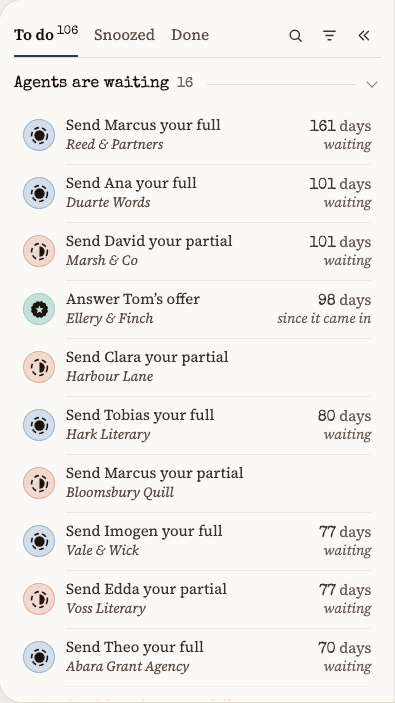 To do 106 Snoozed Done
Agents are waiting 16
Send Marcus your full 161 days
Reed & Partners waiting
Send Ana your full 101 days
Duarte Words waiting
Send David your partial 101 days
Marsh & Co waiting
Answer Tom's offer 98 days
Ellery & Finch since it came in
Send Clara your partial
Harbour Lane
Send Tobias your full 80 days
Hark Literary waiting
Send Marcus your partial
Bloomsbury Quill
Send Imogen your full 77 days
Vale & Wick waiting
Send Edda your partial 77 days
Voss Literary waiting
Send Theo your full 70 days
Abara Grant Agency waiting